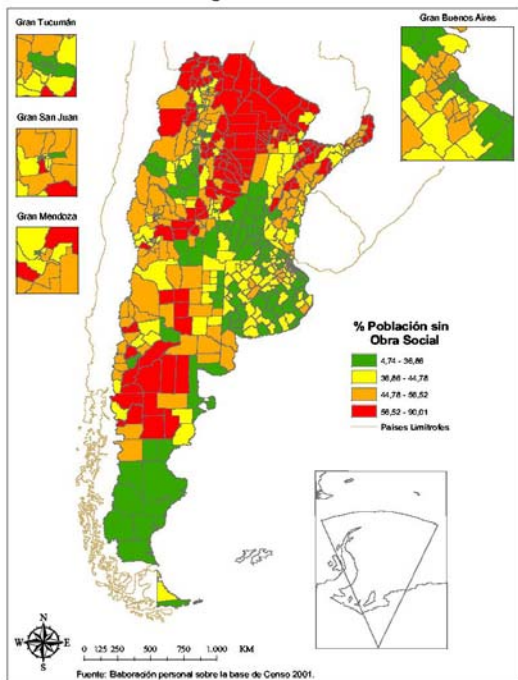 Gran Tucumán
Gran San Juan
Gran Mendoza
Gran Buenos Aires
% Población sin
Obra Social
4,74 - 36,86
36,86 - 44,78
44,78 - 56,52
56,52 - 90,01
Países Limítrofes
N
W E
S
0 125 250 500 750 1.000 KM
Fuente: Elaboración personal sobre la base de Censo 2001.